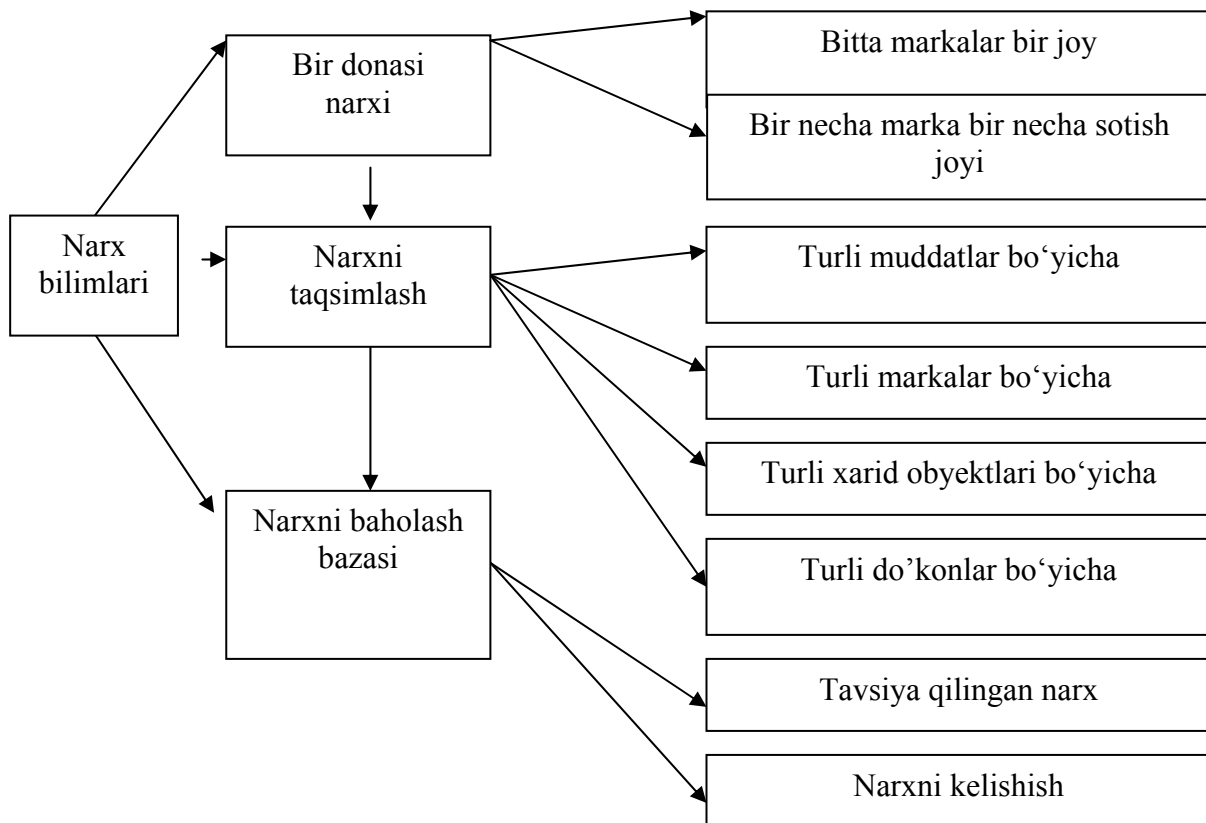 Bir donasi
narxi
Bitta markalar bir joy
Bir necha marka bir necha sotish
joyi
Narx
bilimlari
Narxni
taqsimlash
Turli muddatlar bo‘yicha
Turli markalar bo‘yicha
Turli xarid obyektlari bo‘yicha
Narxni baholash
bazasi
Turli do’konlar bo‘yicha
Tavsiya qilingan narx
Narxni kelishish